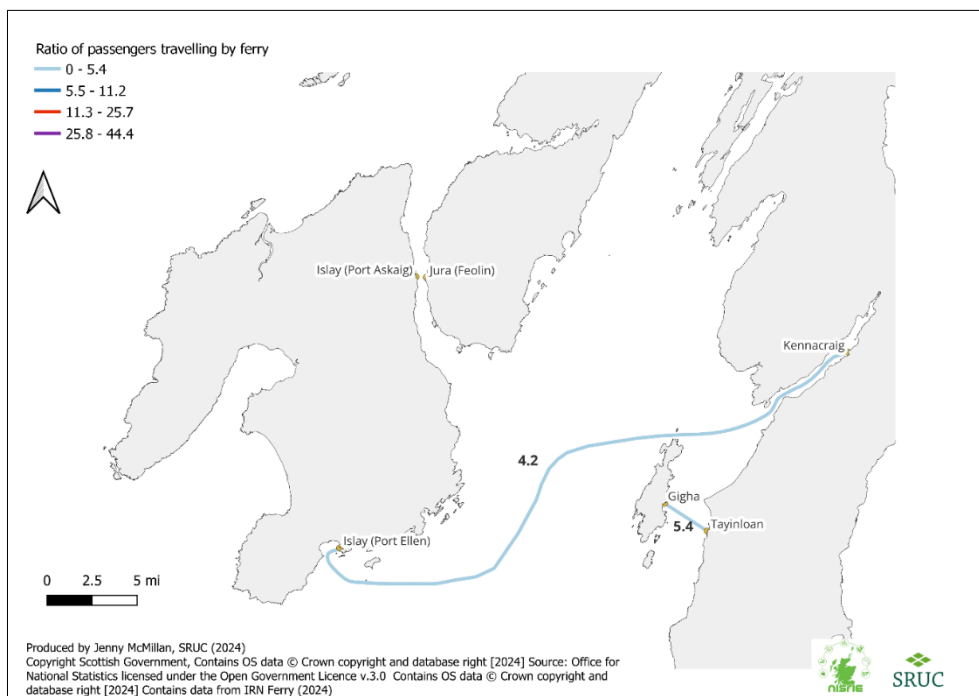 Ratio of passengers travelling by ferry
0 - 5.4
5.5 - 11.2
11.3 - 25.7
25.8 - 44.4
Islay (Port Askaig)
Jura (Feolin)
Kennacraig
4.2
Gigha
5.4
Tayinloan
Islay (Port Ellen)
0 2.5 5 mi
Produced by Jenny McMillan, SRUC (2024)
Copyright Scottish Government, Contains OS data © Crown copyright and database right [2024] Source: Office for
National Statistics licensed under the Open Government Licence v.3.0 Contains OS data © Crown copyright and
database right [2024] Contains data from IRN Ferry (2024)
nisrie
SRUC